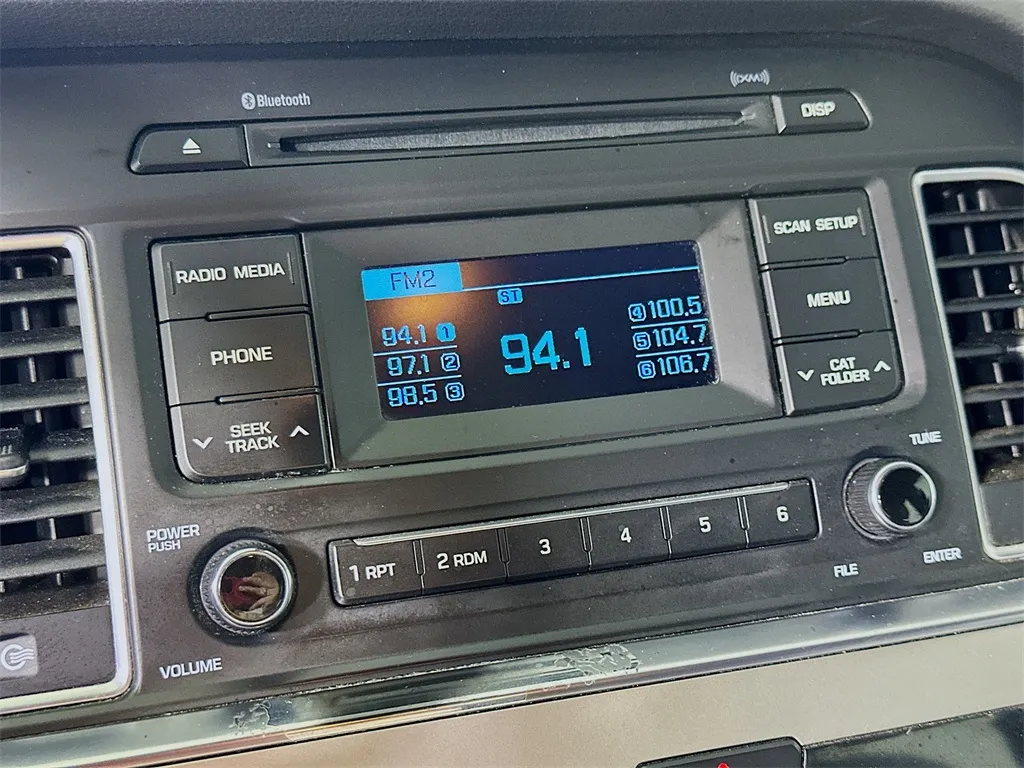 Bluetooth
((XM))
DISP
RADIO MEDIA
PHONE
SEEK
TRACK
FM2
ST
94.1 1
97.1 2
98.5 3
94.1
4 100.5
5 104.7
6 106.7
SCAN SETUP
MENU
CAT
FOLDER
POWER
PUSH
VOLUME
1 RPT
2 RDM
3
4
5
6
TUNE
FILE
ENTER